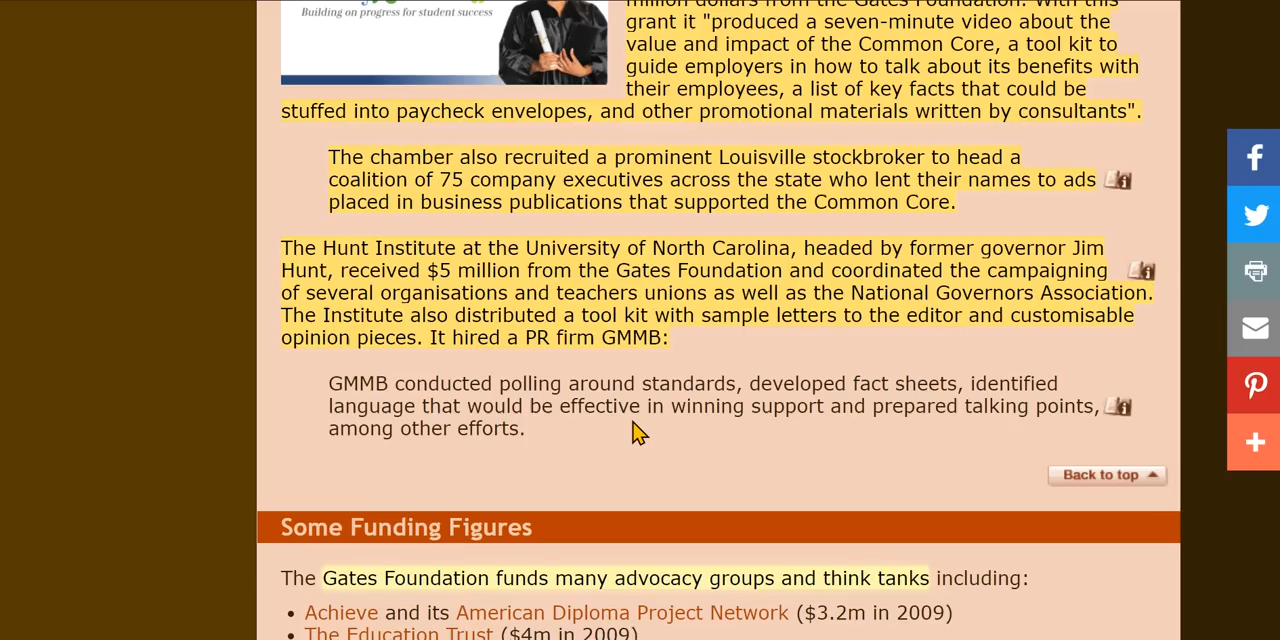 Building on progress for student success
million dollars from the Gates Foundation. With this
grant it "produced a seven-minute video about the
value and impact of the Common Core, a tool kit to
guide employers in how to talk about its benefits with
their employees, a list of key facts that could be
stuffed into paycheck envelopes, and other promotional materials written by consultants".
The chamber also recruited a prominent Louisville stockbroker to head a
coalition of 75 company executives across the state who lent their names to ads
placed in business publications that supported the Common Core.
The Hunt Institute at the University of North Carolina, headed by former governor Jim
Hunt, received $5 million from the Gates Foundation and coordinated the campaigning
of several organisations and teachers unions as well as the National Governors Association.
The Institute also distributed a tool kit with sample letters to the editor and customisable
opinion pieces. It hired a PR firm GMMB:
GMMB conducted polling around standards, developed fact sheets, identified
language that would be effective in winning support and prepared talking points,
among other efforts.
Back to top
Some Funding Figures
The Gates Foundation funds many advocacy groups and think tanks including:
• Achieve and its American Diploma Project Network ($3.2m in 2009)
• The Education Trust ($4m in 2009)